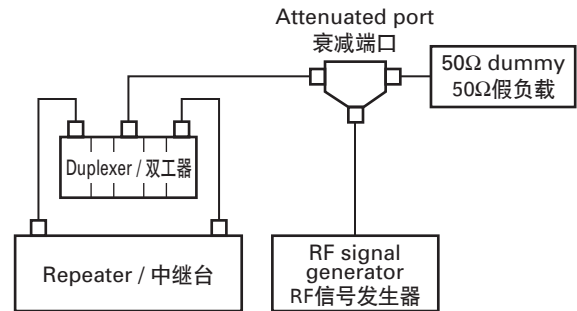 Attenuated port
衰减端口
50Ω dummy
50Ω假负载
Duplexer / 双工器
Repeater / 中继台
RF signal
generator
RF信号发生器